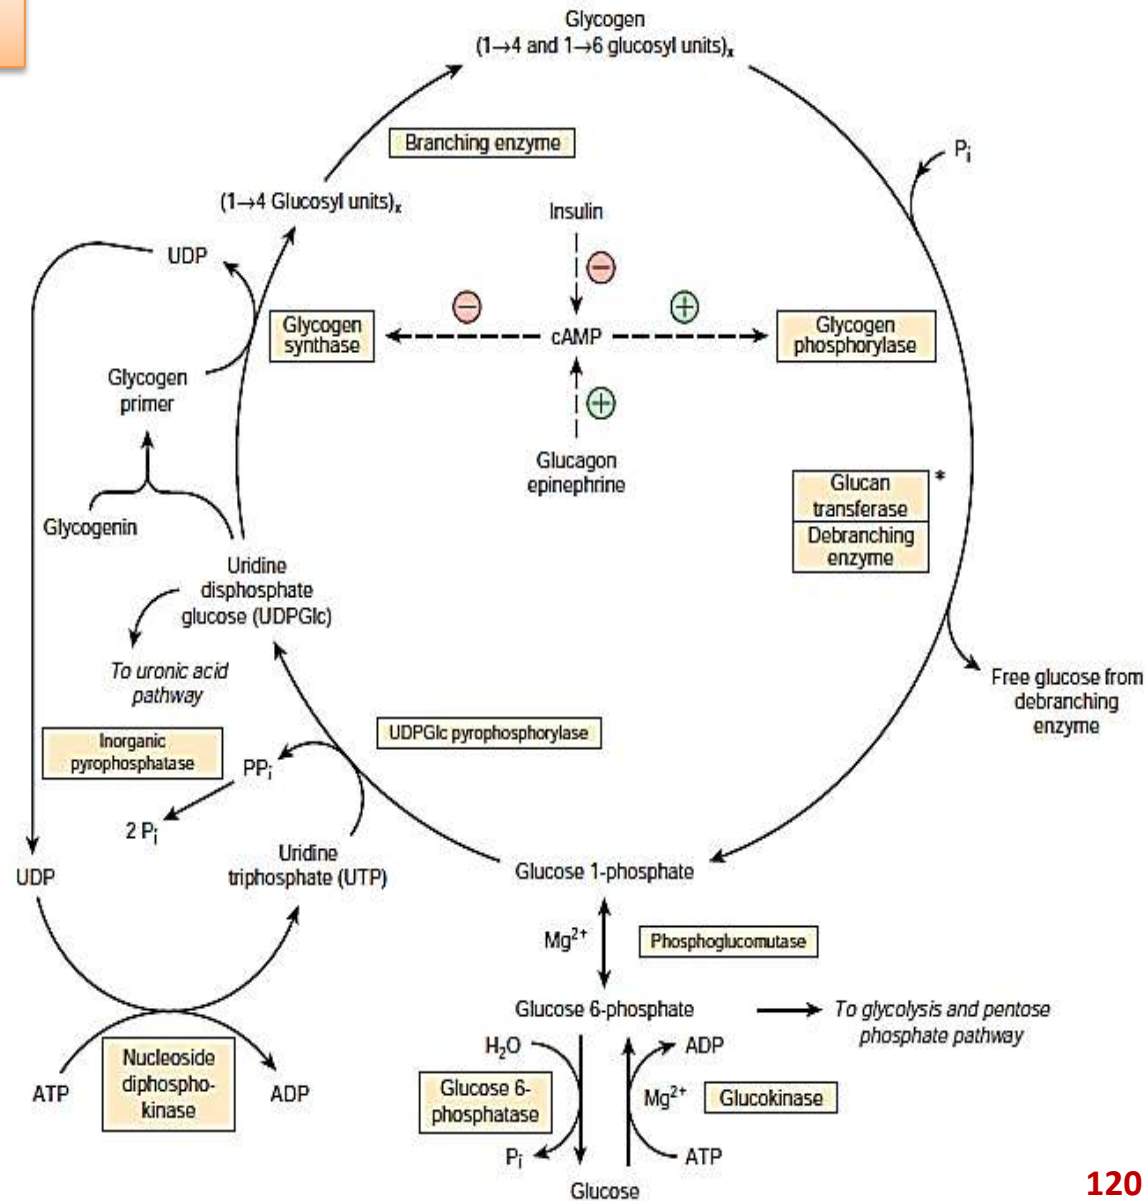 Glycogen
(1→4 and 1→6 glucosyl units)x
Branching enzyme
Pi
(1→4 Glucosyl units)x
Insulin
UDP
−
−
+
Glycogen
synthase
cAMP
Glycogen
phosphorylase
Glycogen
primer
+
Glucagon
epinephrine
Glucan
transferase
*
Debranching
enzyme
Glycogenin
Uridine
disphosphate
glucose (UDPGlc)
To uronic acid
pathway
Free glucose from
debranching
enzyme
UDPGlc pyrophosphorylase
Inorganic
pyrophosphatase
PPi
2 Pi
UDP
Uridine
triphosphate (UTP)
Glucose 1-phosphate
Mg2+
Phosphoglucomutase
Glucose 6-phosphate
To glycolysis and pentose
phosphate pathway
H2O
ADP
Nucleoside
diphospho-
kinase
ATP
ADP
Glucose 6-
phosphatase
Mg2+
Glucokinase
Pi
ATP
Glucose
120